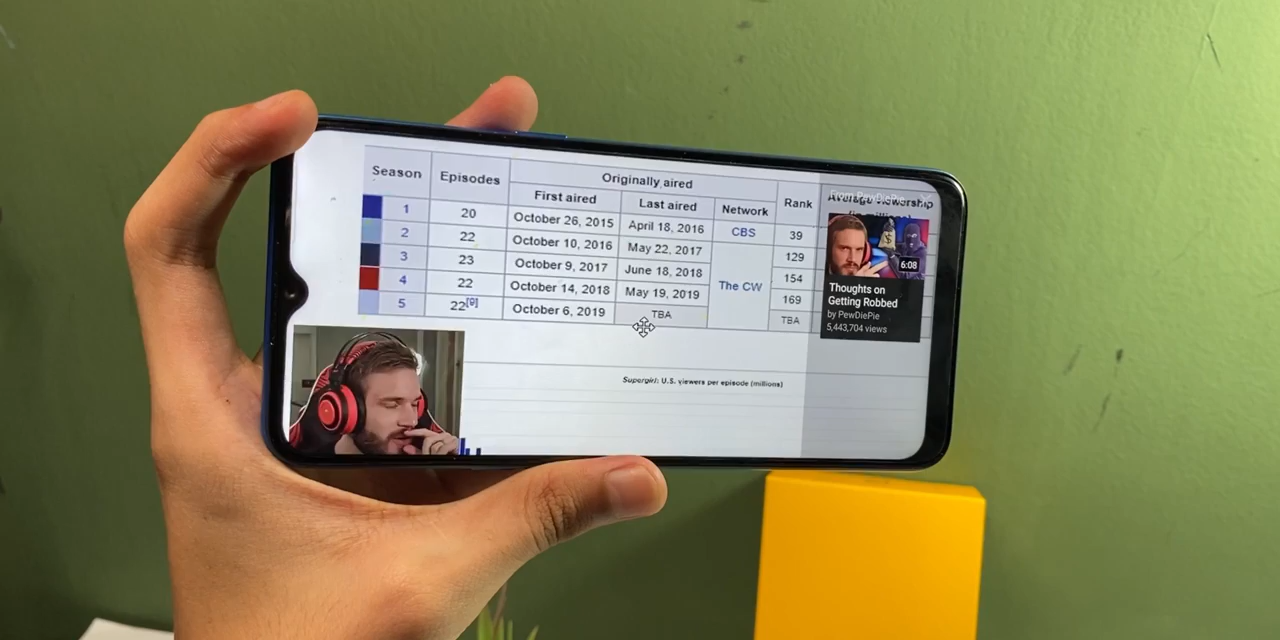 Season Episodes Originally aired Rank Average viewership
First aired Last aired Network
1 20 October 26, 2015 April 18, 2016 CBS 39
2 22 October 10, 2016 May 22, 2017 The CW 129
3 23 October 9, 2017 June 18, 2018 154
4 22 October 14, 2018 May 19, 2019 169
5 22[9] October 6, 2019 TBA TBA
From PewDiePie
6:08
Thoughts on
Getting Robbed
by PewDiePie
5,443,704 views
Supergirl: U.S. viewers per episode (millions)